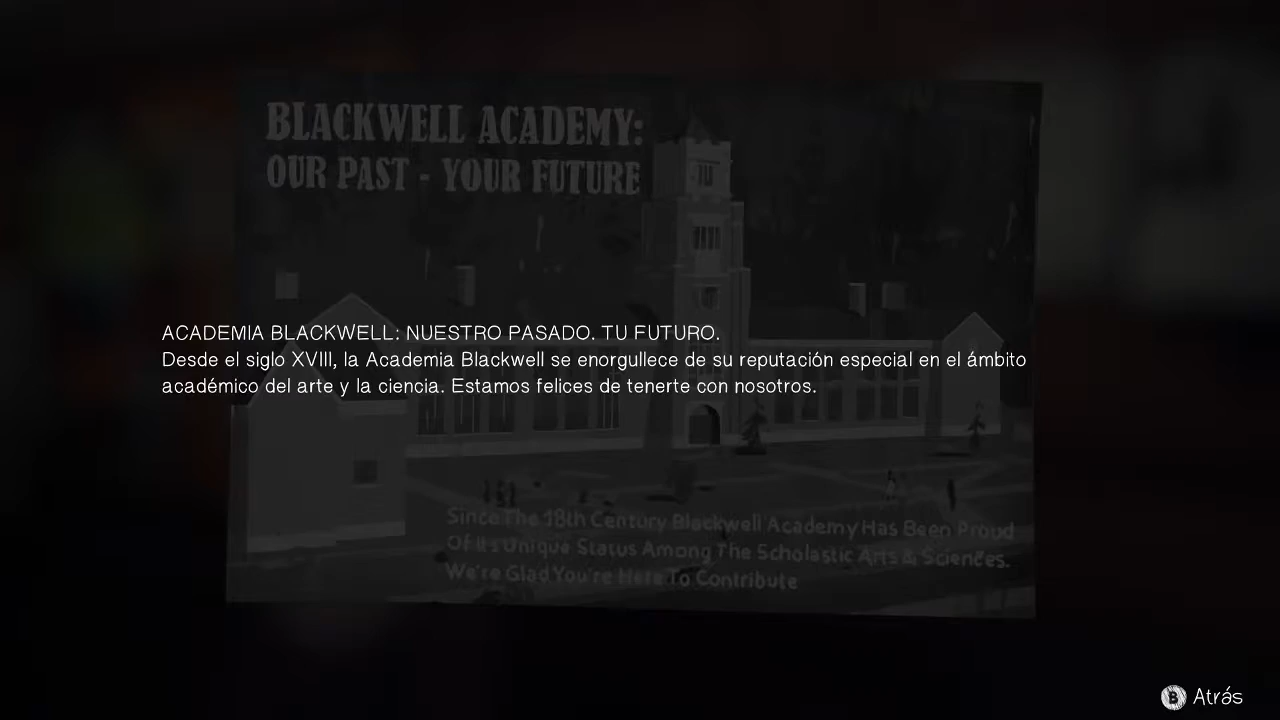 BLACKWELL ACADEMY:
OUR PAST - YOUR FUTURE
ACADEMIA BLACKWELL: NUESTRO PASADO. TU FUTURO.
Desde el siglo XVIII, la Academia Blackwell se enorgullece de su reputación especial en el ámbito
académico del arte y la ciencia. Estamos felices de tenerte con nosotros.
Since The 18th Century Blackwell Academy Has Been Proud
Of Its Unique Status Among The Scholastic Arts & Sciences.
We're Glad You're Here To Contribute
B Atrás